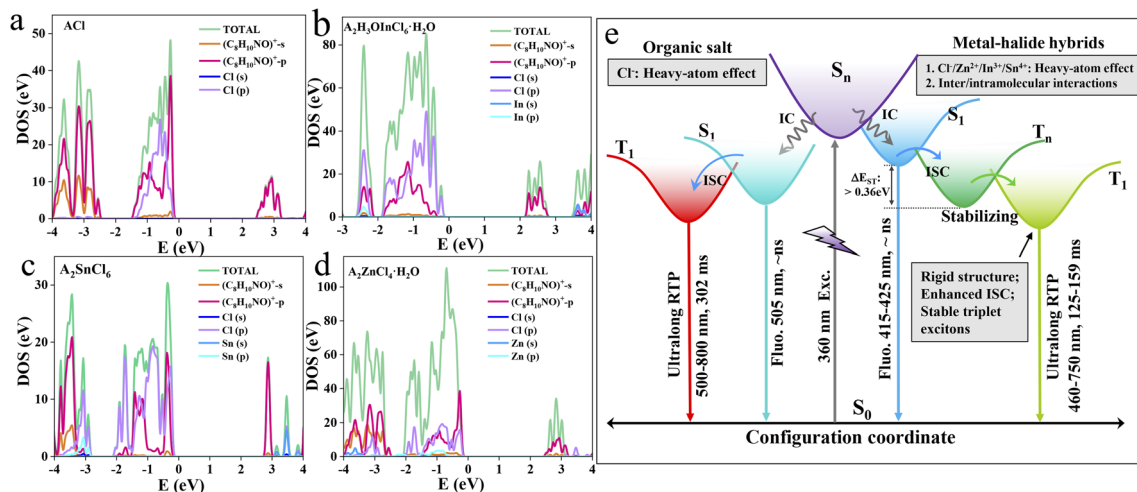 a
ACl
TOTAL
(C₈H₁₀NO)⁺-s
(C₈H₁₀NO)⁺-p
Cl (s)
Cl (p)
DOS (eV)
50
40
30
20
10
0
-4 -3 -2 -1 0 1 2 3 4
E (eV)
b
A₂H₃OInCl₆·H₂O
TOTAL
(C₈H₁₀NO)⁺-s
(C₈H₁₀NO)⁺-p
Cl (s)
Cl (p)
In (s)
In (p)
DOS (eV)
80
60
40
20
0
-3 -2 -1 0 1 2 3 4
E (eV)
c
A₂SnCl₆
TOTAL
(C₈H₁₀NO)⁺-s
(C₈H₁₀NO)⁺-p
Cl (s)
Cl (p)
Sn (s)
Sn (p)
DOS (eV)
30
20
10
0
-4 -3 -2 -1 0 1 2 3 4
E (eV)
d
A₂ZnCl₄·H₂O
TOTAL
(C₈H₁₀NO)⁺-s
(C₈H₁₀NO)⁺-p
Cl (s)
Cl (p)
Zn (s)
Zn (p)
DOS (eV)
100
80
60
40
20
0
-4 -3 -2 -1 0 1 2 3 4
E (eV)
e
Organic salt
Cl⁻: Heavy-atom effect
Metal-halide hybrids
1. Cl⁻/Zn²⁺/In³⁺/Sn⁴⁺: Heavy-atom effect
2. Inter/intramolecular interactions
Sₙ
IC
IC
S₁
S₁
Tₙ
T₁
T₁
ISC
ISC
ΔE_ST:
> 0.36eV
Stabilizing
Rigid structure;
Enhanced ISC;
Stable triplet
excitons
Ultralong RTP
500-800 nm, 302 ms
Fluo. 505 nm, ~ns
360 nm Exc.
Fluo. 415-425 nm, ~ ns
Ultralong RTP
460-750 nm, 125-159 ms
S₀
Configuration coordinate